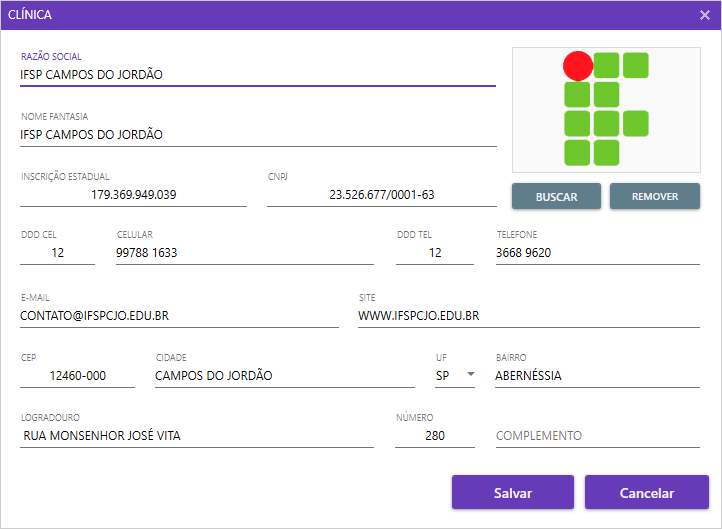 CLÍNICA
RAZÃO SOCIAL
IFSP CAMPOS DO JORDÃO
NOME FANTASIA
IFSP CAMPOS DO JORDÃO
INSCRIÇÃO ESTADUAL CNPJ
179.369.949.039 23.526.677/0001-63
BUSCAR REMOVER
DDD CEL CELULAR DDD TEL TELEFONE
12 99788 1633 12 3668 9620
E-MAIL SITE
CONTATO@IFSPCJO.EDU.BR WWW.IFSPCJO.EDU.BR
CEP CIDADE UF BAIRRO
12460-000 CAMPOS DO JORDÃO SP ABERNÉSSIA
LOGRADOURO NÚMERO
RUA MONSENHOR JOSÉ VITA 280 COMPLEMENTO
Salvar Cancelar